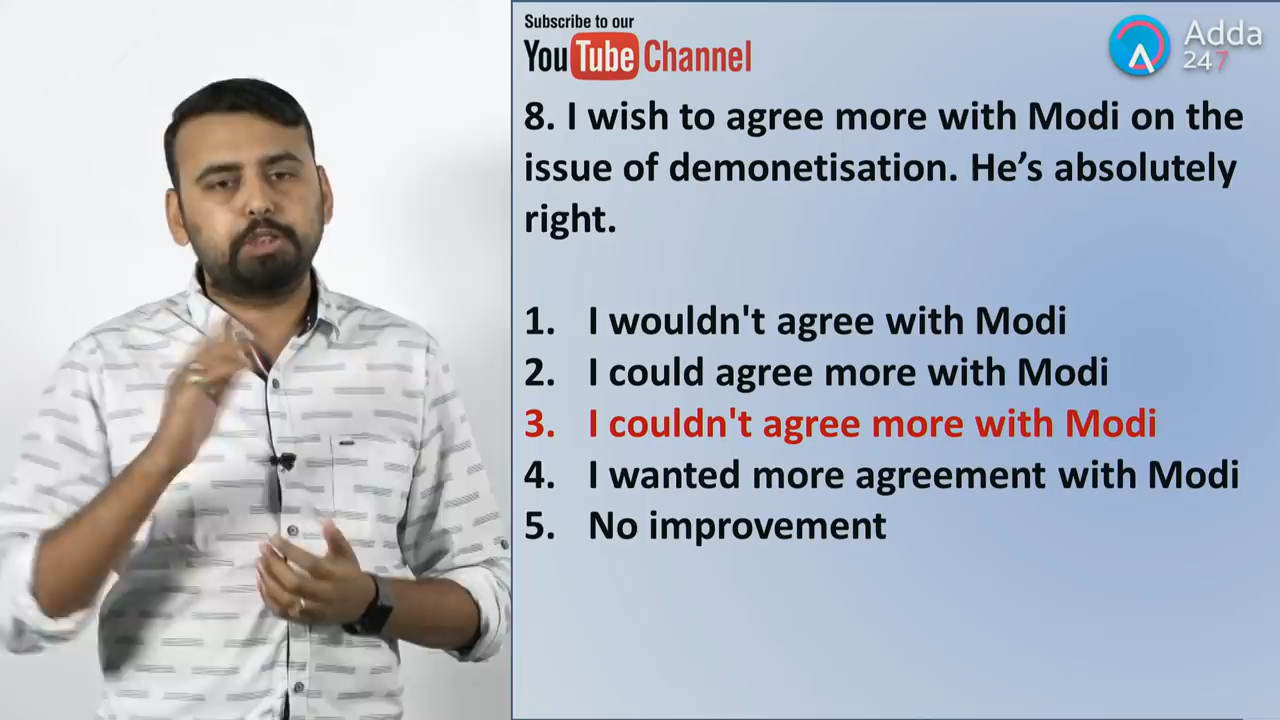 Subscribe to our
YouTube Channel
Adda
247
8. I wish to agree more with Modi on the
issue of demonetisation. He’s absolutely
right.
1. I wouldn't agree with Modi
2. I could agree more with Modi
3. I couldn't agree more with Modi
4. I wanted more agreement with Modi
5. No improvement